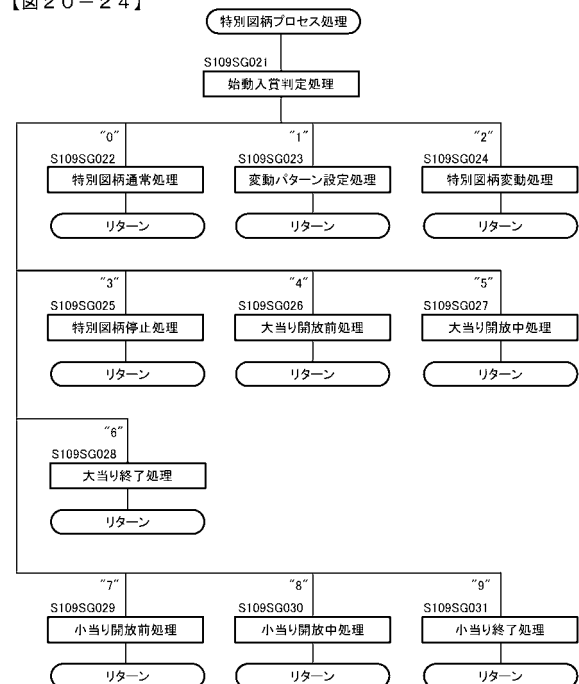 【図２０－２４】
特別図柄プロセス処理
S109SG021
始動入賞判定処理
"0" "1" "2"
S109SG022 S109SG023 S109SG024
特別図柄通常処理 変動パターン設定処理 特別図柄変動処理
リターン リターン リターン
"3" "4" "5"
S109SG025 S109SG026 S109SG027
特別図柄停止処理 大当り開放前処理 大当り開放中処理
リターン リターン リターン
"6"
S109SG028
大当り終了処理
リターン
"7" "8" "9"
S109SG029 S109SG030 S109SG031
小当り開放前処理 小当り開放中処理 小当り終了処理
リターン リターン リターン